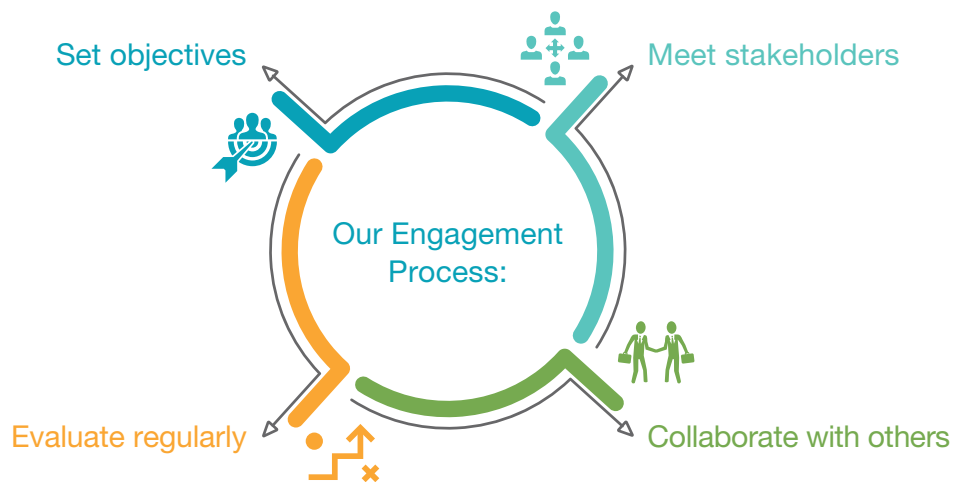 Set objectives
Meet stakeholders
Our Engagement
Process:
Evaluate regularly
Collaborate with others